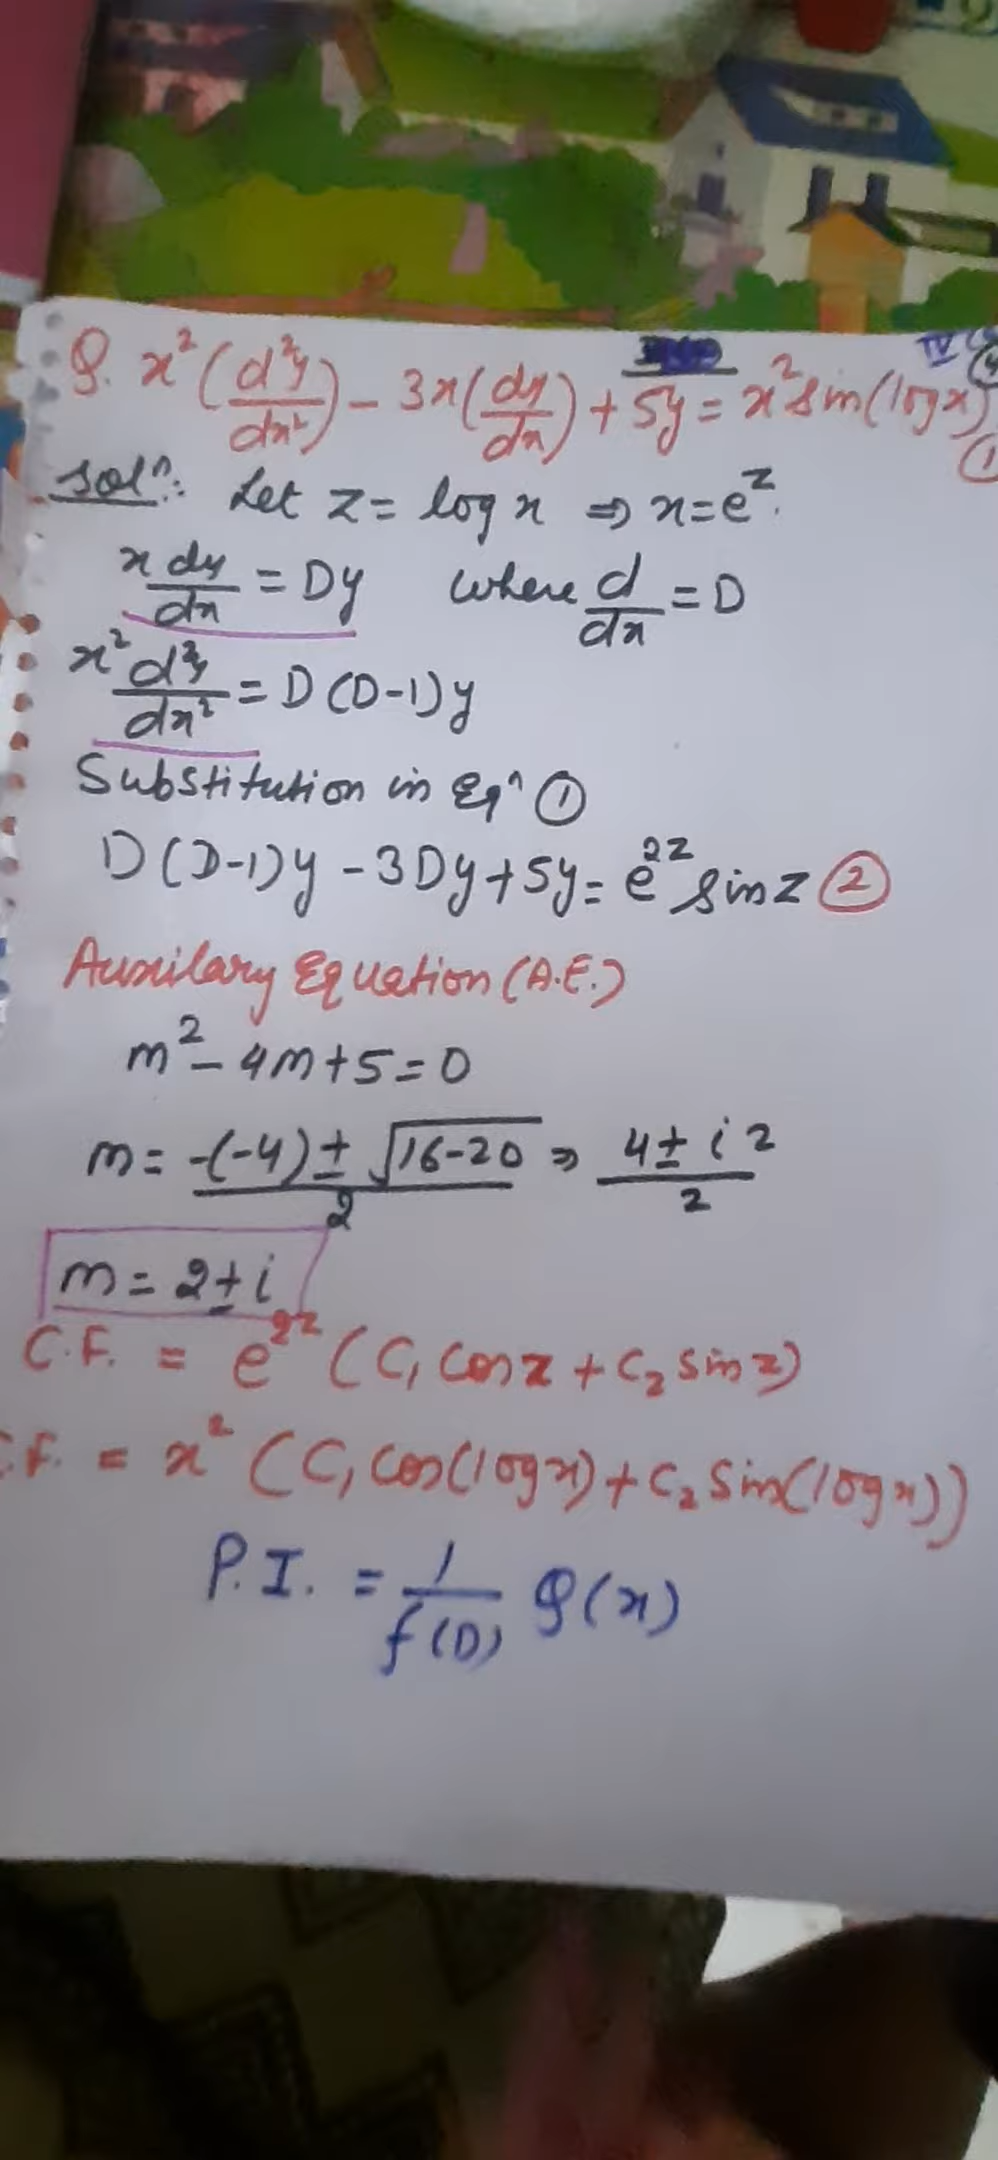 Q. x²(d²y/dx²) - 3x(dy/dx) + 5y = x² sin(log x) ①
Solⁿ: Let z = log x ⇒ x = e^z.
x dy/dx = Dy where d/dx = D
x² d²y/dx² = D(D-1)y
Substitution in Eqⁿ ①
D(D-1)y - 3Dy + 5y = e^{2z} sin z ②
Auxilary Equation (A.E.)
m² - 4m + 5 = 0
m = -(-4) ± √16-20 / 2 ⇒ 4 ± i2 / 2
m = 2 ± i
C.F. = e^{2z} (C₁ cos z + C₂ sin z)
C.F. = x² (C₁ cos(log x) + C₂ Sin(log x))
P.I. = 1/f(D) Q(x)